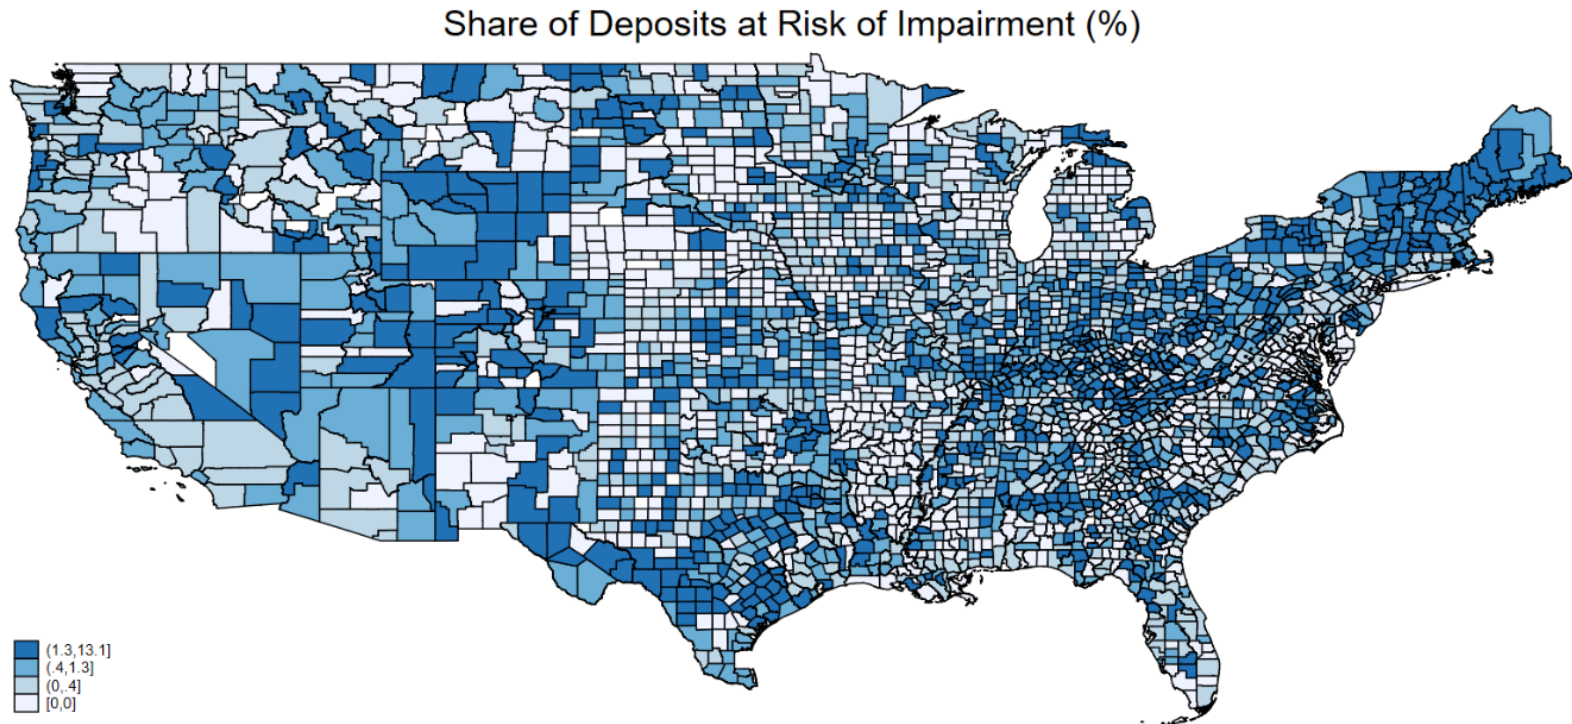 Share of Deposits at Risk of Impairment (%)
(1.3,13.1]
(.4,1.3]
(0,.4]
[0,0]